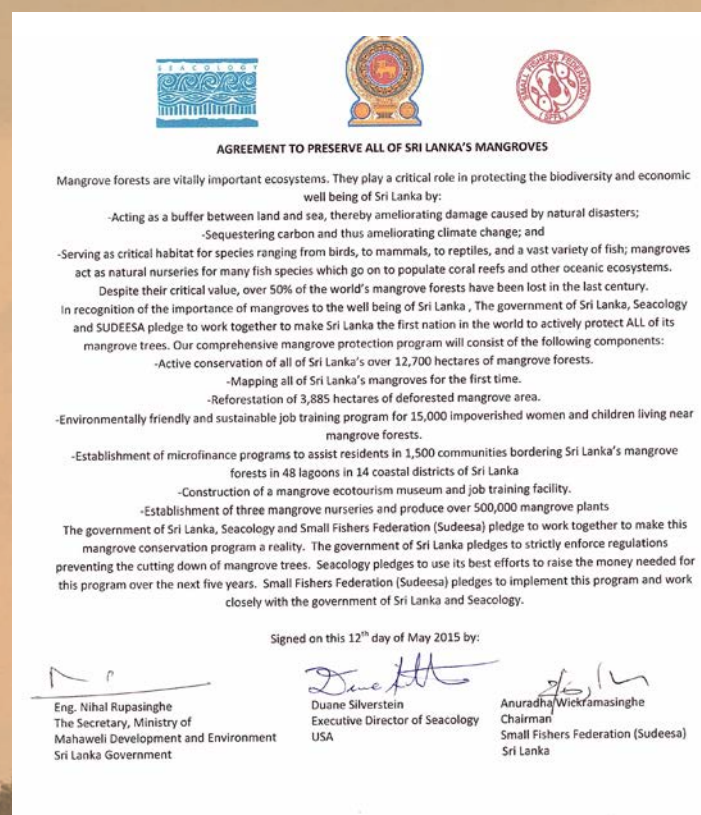 SEACOLOGY
SMALL FISHERS FEDERATION
(SFFL)
AGREEMENT TO PRESERVE ALL OF SRI LANKA'S MANGROVES
Mangrove forests are vitally important ecosystems. They play a critical role in protecting the biodiversity and economic
well being of Sri Lanka by:
-Acting as a buffer between land and sea, thereby ameliorating damage caused by natural disasters;
-Sequestering carbon and thus ameliorating climate change; and
-Serving as critical habitat for species ranging from birds, to mammals, to reptiles, and a vast variety of fish; mangroves
act as natural nurseries for many fish species which go on to populate coral reefs and other oceanic ecosystems.
Despite their critical value, over 50% of the world's mangrove forests have been lost in the last century.
In recognition of the importance of mangroves to the well being of Sri Lanka , The government of Sri Lanka, Seacology
and SUDEESA pledge to work together to make Sri Lanka the first nation in the world to actively protect ALL of its
mangrove trees. Our comprehensive mangrove protection program will consist of the following components:
-Active conservation of all of Sri Lanka's over 12,700 hectares of mangrove forests.
-Mapping all of Sri Lanka's mangroves for the first time.
-Reforestation of 3,885 hectares of deforested mangrove area.
-Environmentally friendly and sustainable job training program for 15,000 impoverished women and children living near
mangrove forests.
-Establishment of microfinance programs to assist residents in 1,500 communities bordering Sri Lanka's mangrove
forests in 48 lagoons in 14 coastal districts of Sri Lanka
-Construction of a mangrove ecotourism museum and job training facility.
-Establishment of three mangrove nurseries and produce over 500,000 mangrove plants
The government of Sri Lanka, Seacology and Small Fishers Federation (Sudeesa) pledge to work together to make this
mangrove conservation program a reality. The government of Sri Lanka pledges to strictly enforce regulations
preventing the cutting down of mangrove trees. Seacology pledges to use its best efforts to raise the money needed for
this program over the next five years. Small Fishers Federation (Sudeesa) pledges to implement this program and work
closely with the government of Sri Lanka and Seacology.
Signed on this 12th day of May 2015 by:
Eng. Nihal Rupasinghe
The Secretary, Ministry of
Mahaweli Development and Environment
Sri Lanka Government
Duane Silverstein
Executive Director of Seacology
USA
Anuradha Wickramasinghe
Chairman
Small Fishers Federation (Sudeesa)
Sri Lanka